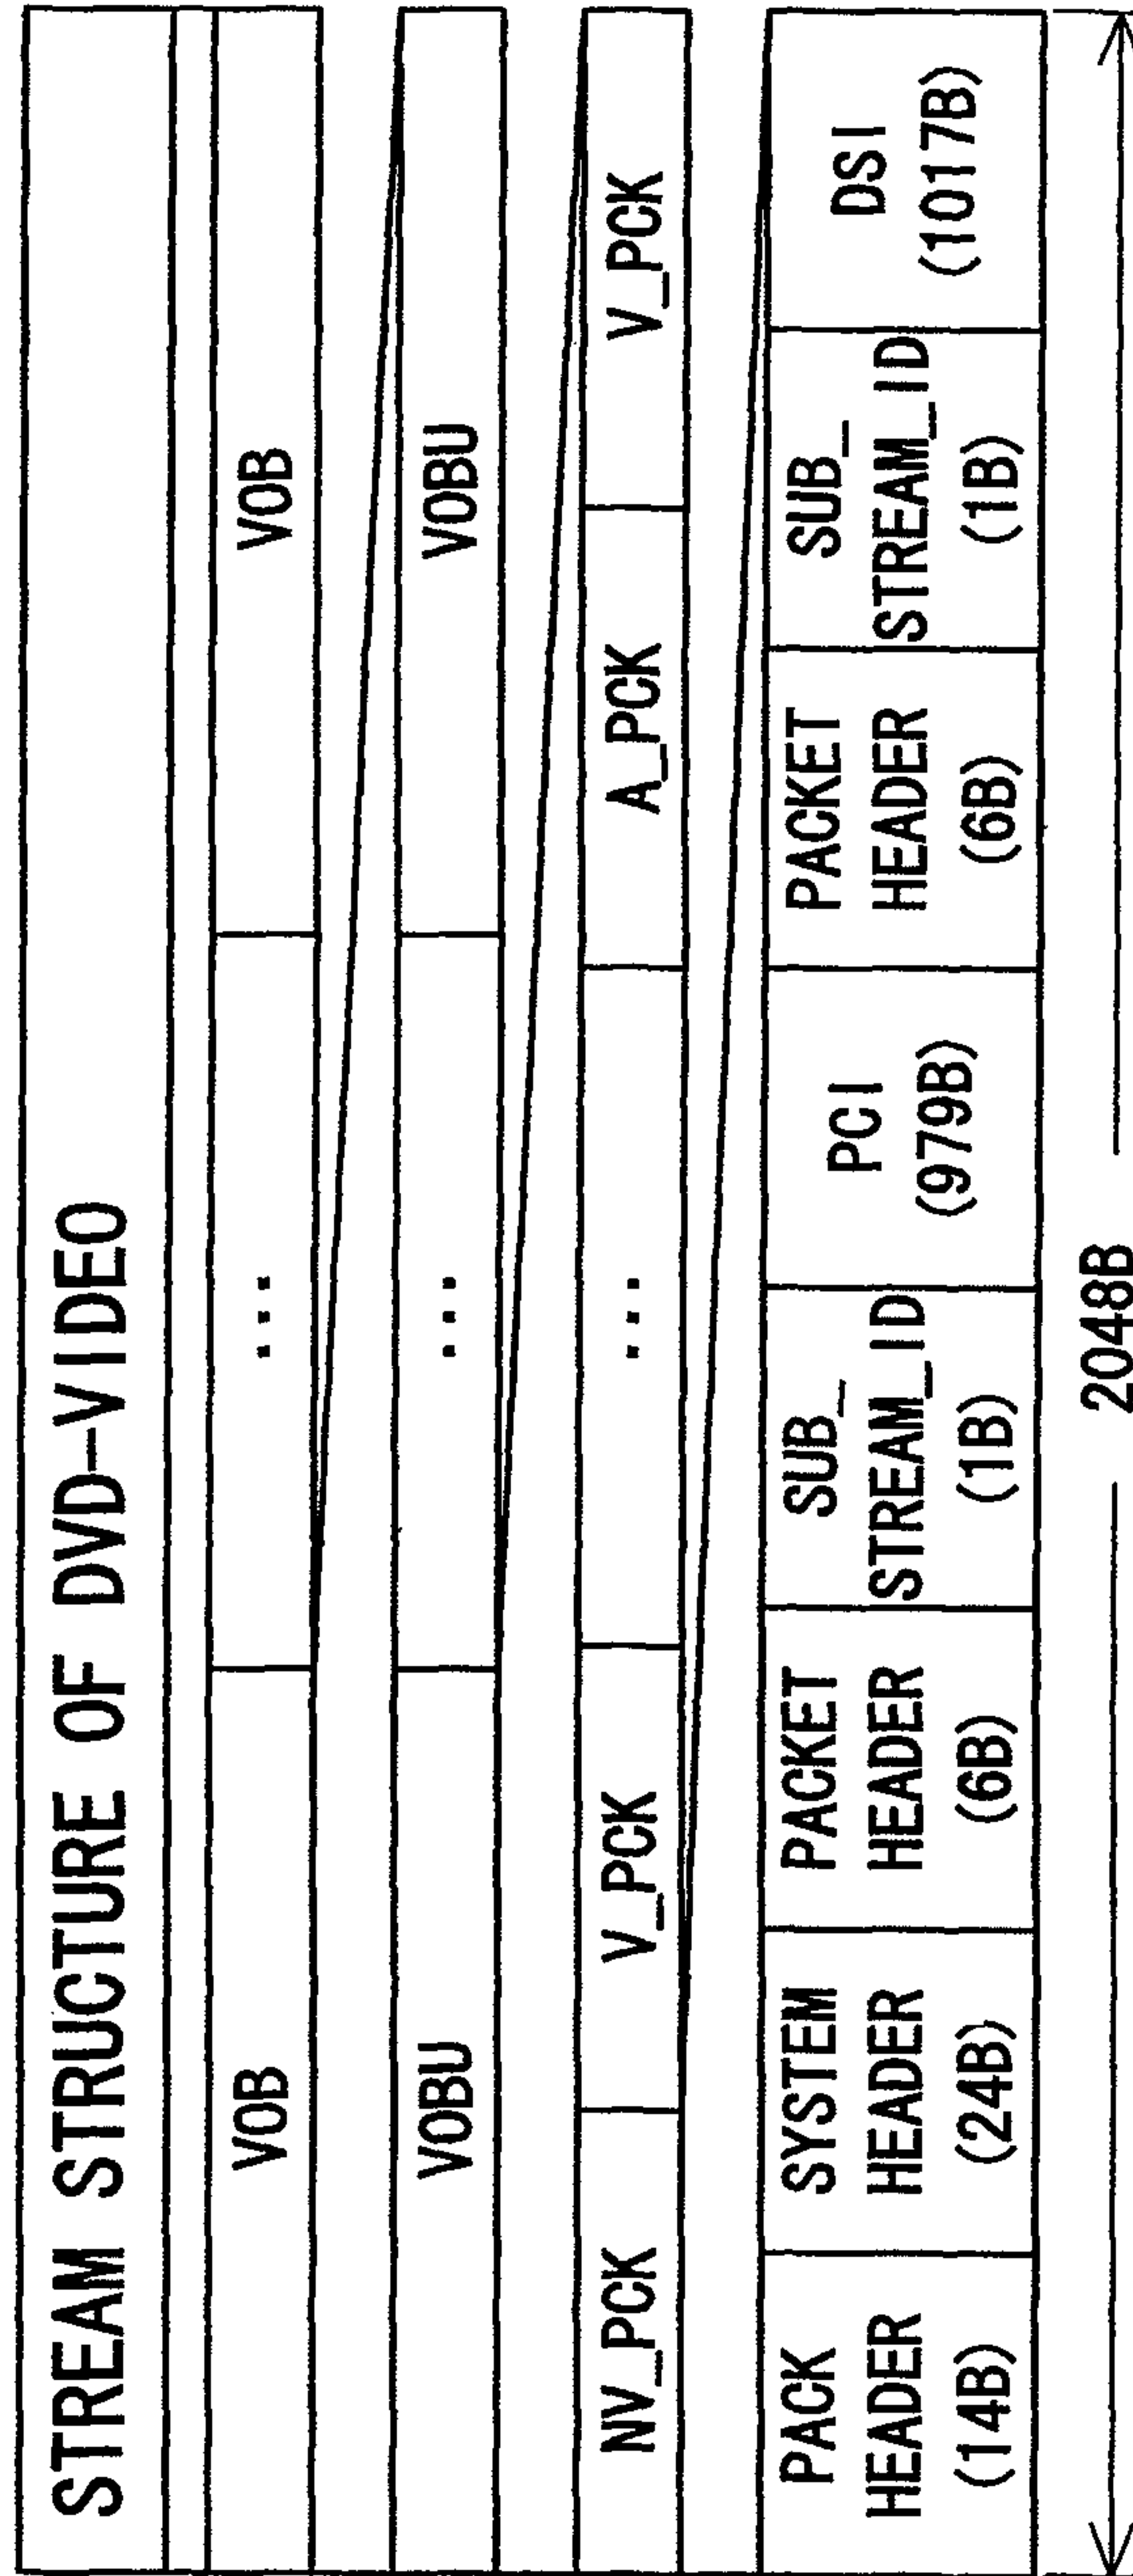 STREAM STRUCTURE OF DVD-VIDEO
VOB
...
VOB
VOBU
...
VOBU
NV_PCK
V_PCK
...
A_PCK
V_PCK
PACK
HEADER
(14B)
SYSTEM
HEADER
(24B)
PACKET
HEADER
(6B)
SUB_
STREAM_ID
(1B)
PCI
(979B)
PACKET
HEADER
(6B)
SUB_
STREAM_ID
(1B)
DSI
(1017B)
2048B